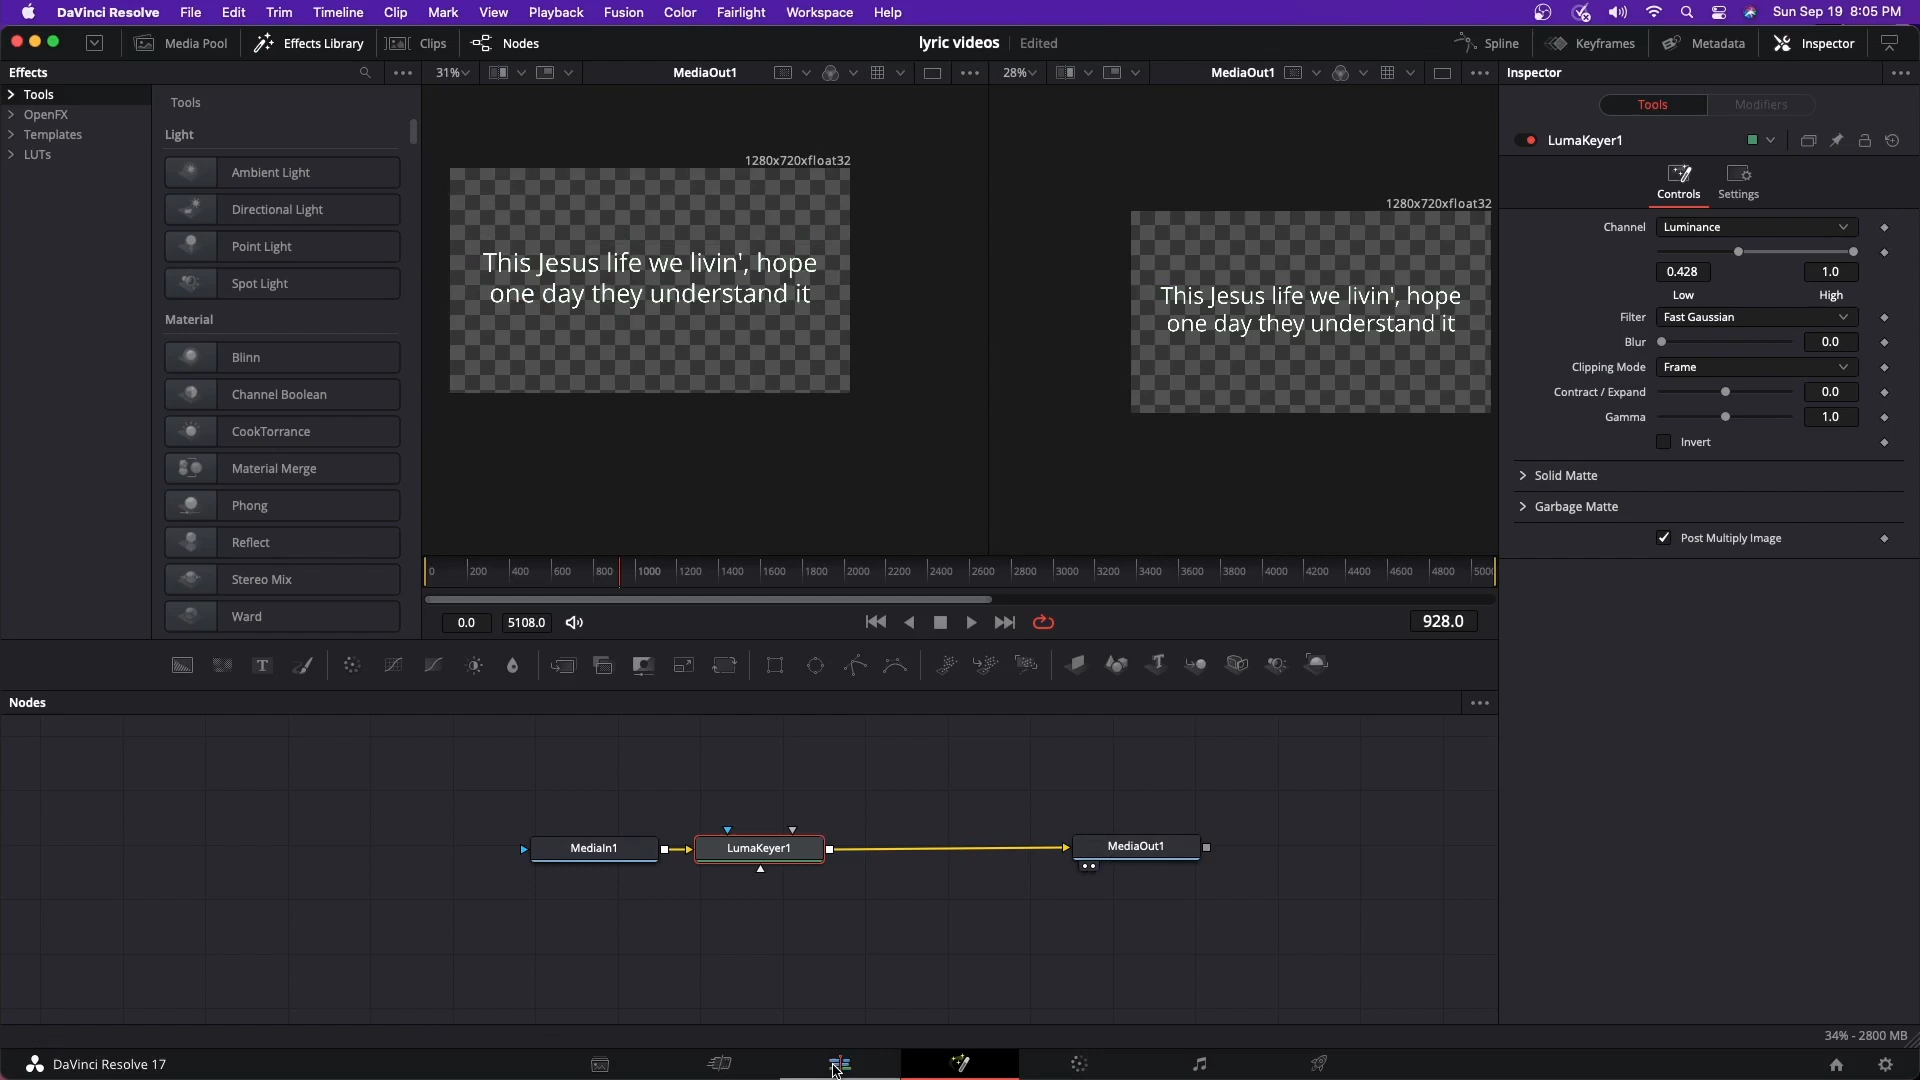 DaVinci Resolve File Edit Trim Timeline Clip Mark View Playback Fusion Color Fairlight Workspace Help Sun Sep 19 8:05 PM
Media Pool Effects Library Clips Nodes lyric videos Edited Spline Keyframes Metadata Inspector
Effects 31% MediaOut1 28% MediaOut1 Inspector
Tools
OpenFX
Templates
LUTs
Tools
Light
Ambient Light
Directional Light
Point Light
Spot Light
Material
Blinn
Channel Boolean
CookTorrance
Material Merge
Phong
Reflect
Stereo Mix
Ward
1280x720xfloat32
This Jesus life we livin', hope
one day they understand it
1280x720xfloat32
This Jesus life we livin', hope
one day they understand it
0 200 400 600 800 1000 1200 1400 1600 1800 2000 2200 2400 2600 2800 3000 3200 3400 3600 3800 4000 4200 4400 4600 4800 5000
0.0 5108.0 928.0
Tools Modifiers
LumaKeyer1
Controls Settings
Channel Luminance
0.428 1.0
Low High
Filter Fast Gaussian
Blur 0.0
Clipping Mode Frame
Contract / Expand 0.0
Gamma 1.0
Invert
Solid Matte
Garbage Matte
Post Multiply Image
T
Nodes
MediaIn1 LumaKeyer1 MediaOut1
34% - 2800 MB
DaVinci Resolve 17